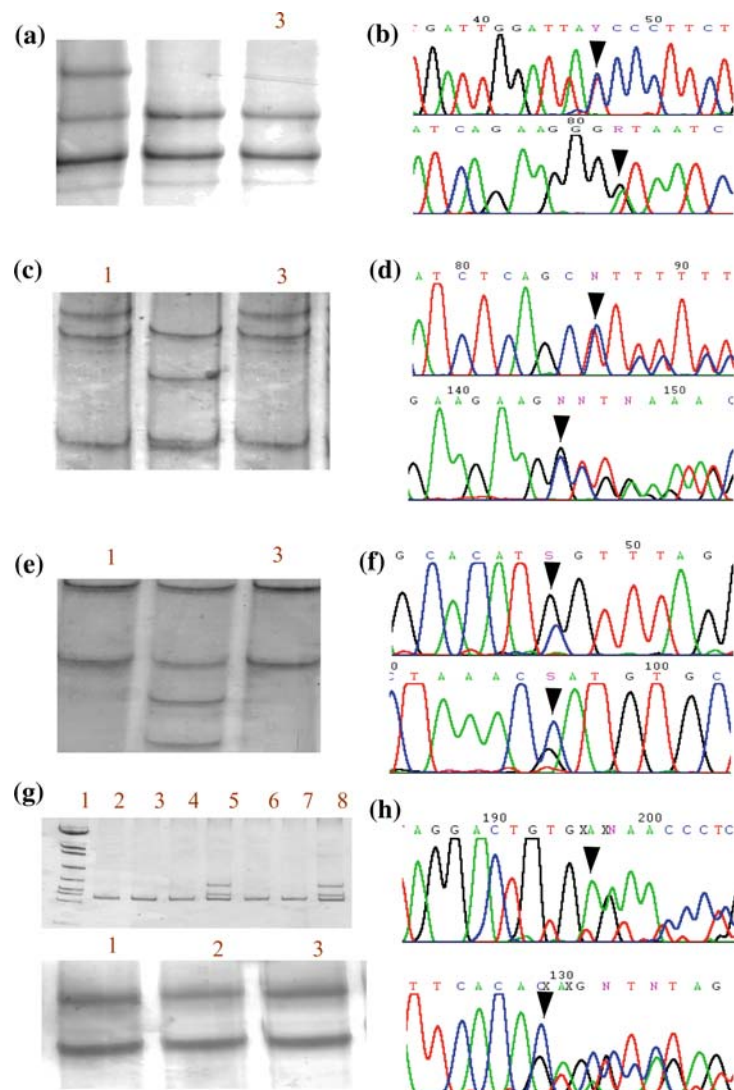 (a)
3
(b)
40 50
T G A T T G G A T T A Y C C C T T C T
80
A T C A G A A G G G R T A A T C
(c)
1 3
(d)
80 90
A T C T C A G C N T T T T T T
140 150
G A A G A A G N N T N A A A C
(e)
1 3
(f)
50
G C A C A T S G T T T A G
0 100
C T A A A C S A T G T G C
(g)
1 2 3 4 5 6 7 8
1 2 3
(h)
190 200
A G G A C T G T G X A X N A A C C C T C
130
T T C A C A C X A X G N T N T A G